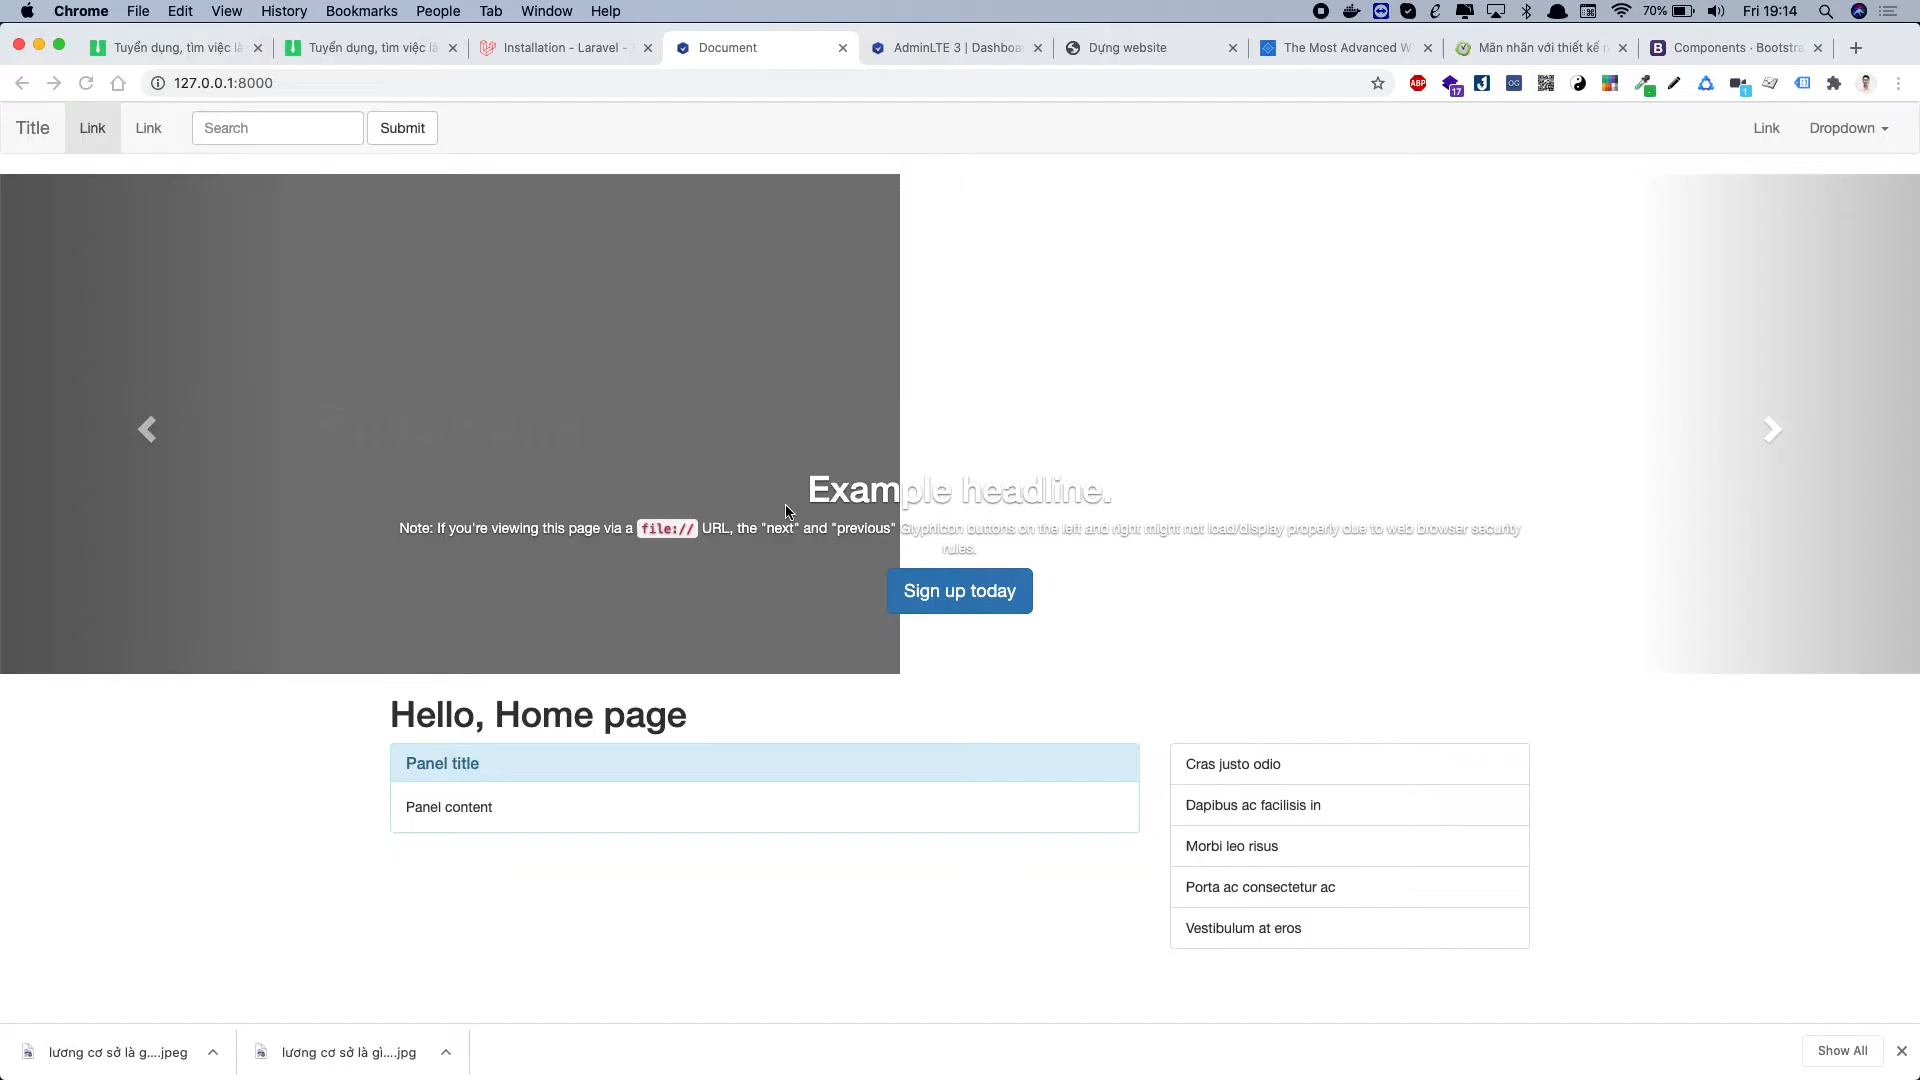 Chrome File Edit View History Bookmarks People Tab Window Help 70% Fri 19:14
Tuyển dụng, tìm việc là Tuyển dụng, tìm việc là Installation - Laravel - Document AdminLTE 3 | Dashboa Dựng website The Most Advanced W Mãn nhãn với thiết kế Components · Bootstra
127.0.0.1:8000 ABP 17 OG 1
Title Link Link Search Submit Link Dropdown
Example headline.
Note: If you're viewing this page via a file:// URL, the "next" and "previous" Glyphicon buttons on the left and right might not load/display properly due to web browser security
rules.
Sign up today
Hello, Home page
Panel title
Panel content
Cras justo odio
Dapibus ac facilisis in
Morbi leo risus
Porta ac consectetur ac
Vestibulum at eros
lương cơ sở là g....jpeg lương cơ sở là gì....jpg Show All